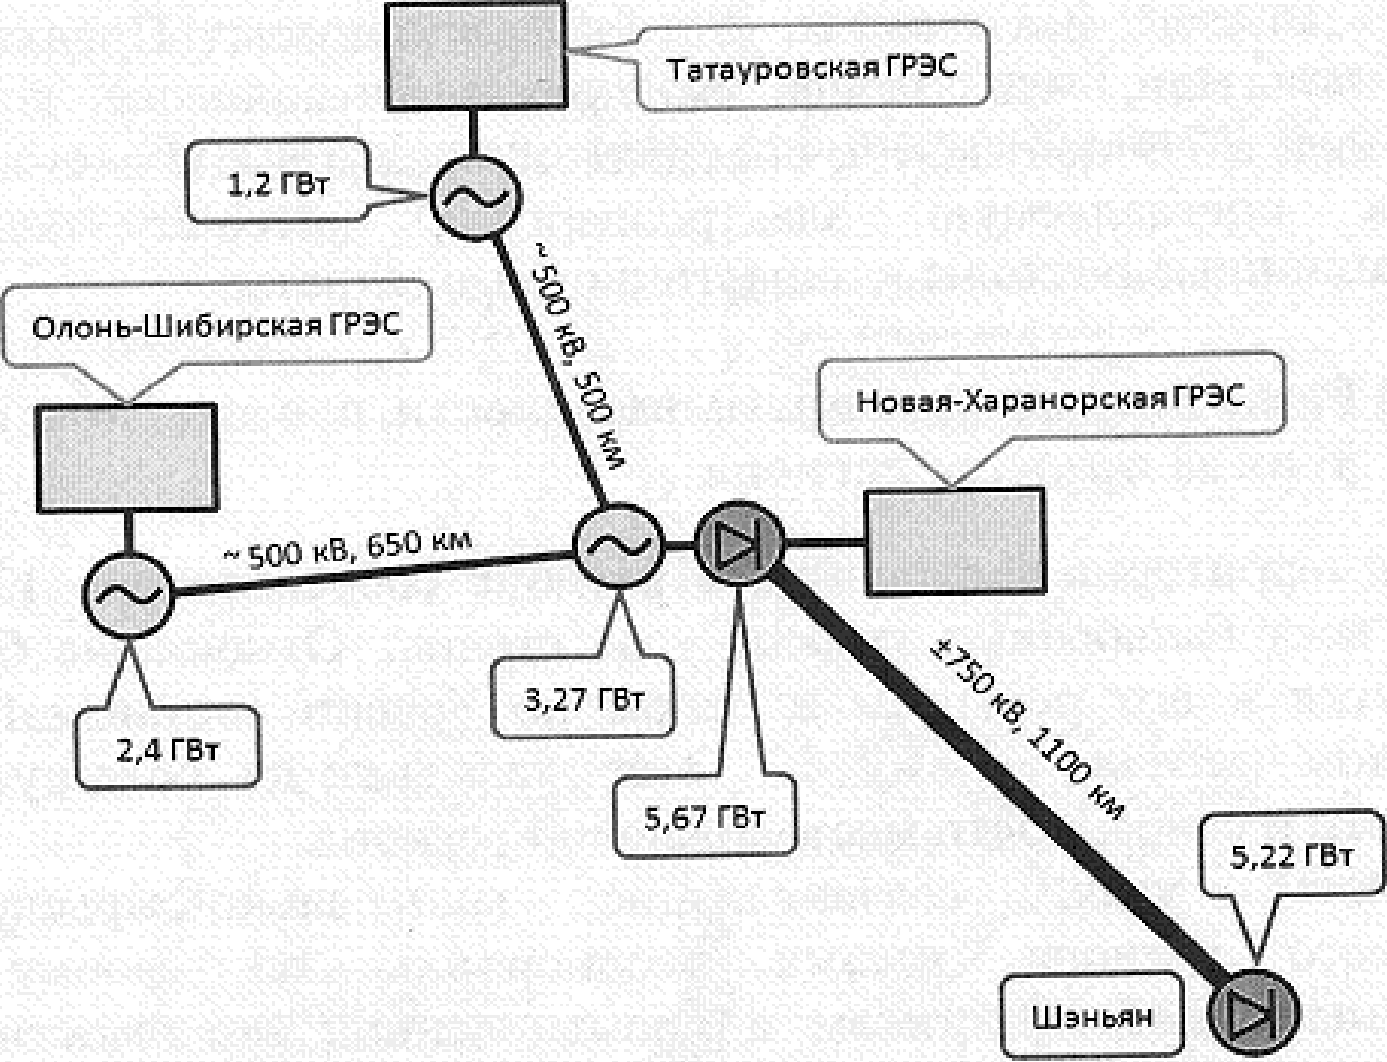 Татауровская ГРЭС
1,2 ГВт
~ 500 кВ, 500 км
Олонь-Шибирская ГРЭС
Новая-Харанорская ГРЭС
~ 500 кВ, 650 км
3,27 ГВт
2,4 ГВт
±750 кВ, 1100 км
5,67 ГВт
5,22 ГВт
Шэньян